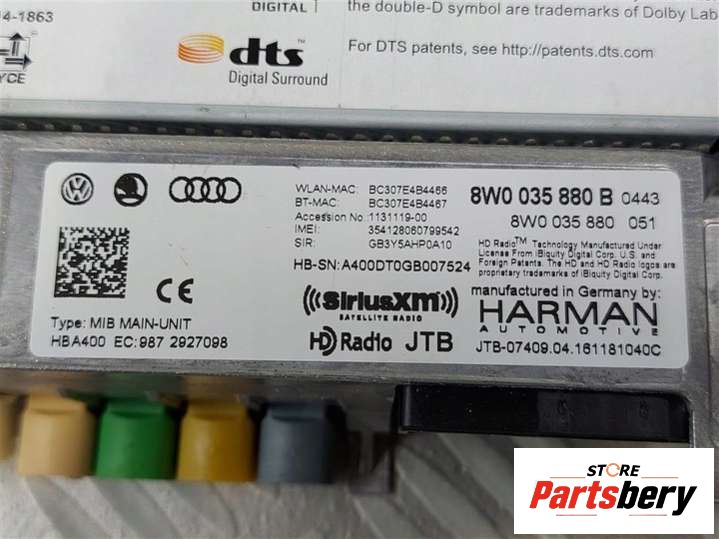 04-1863
DIGITAL
the double-D symbol are trademarks of Dolby Lab
dts
Digital Surround
For DTS patents, see http://patents.dts.com
WLAN-MAC: BC307E4B4466
BT-MAC: BC307E4B4467
Accession No.: 1131119-00
IMEI: 354128060799542
SIR: GB3Y5AHP0A10
HB-SN: A400DT0GB007524
8W0 035 880 B 0443
8W0 035 880 051
HD Radio™ Technology Manufactured Under
License From iBiquity Digital Corp. U.S. and
Foreign Patents. The HD and HD Radio logos are
proprietary trademarks of iBiquity Digital Corp.
CE
((SiriusXM))
SATELLITE RADIO
manufactured in Germany by:
HARMAN
AUTOMOTIVE
Type: MIB MAIN-UNIT
HBA400 EC: 987 2927098
HD Radio JTB
JTB-07409.04.161181040C
STORE
Partsbery